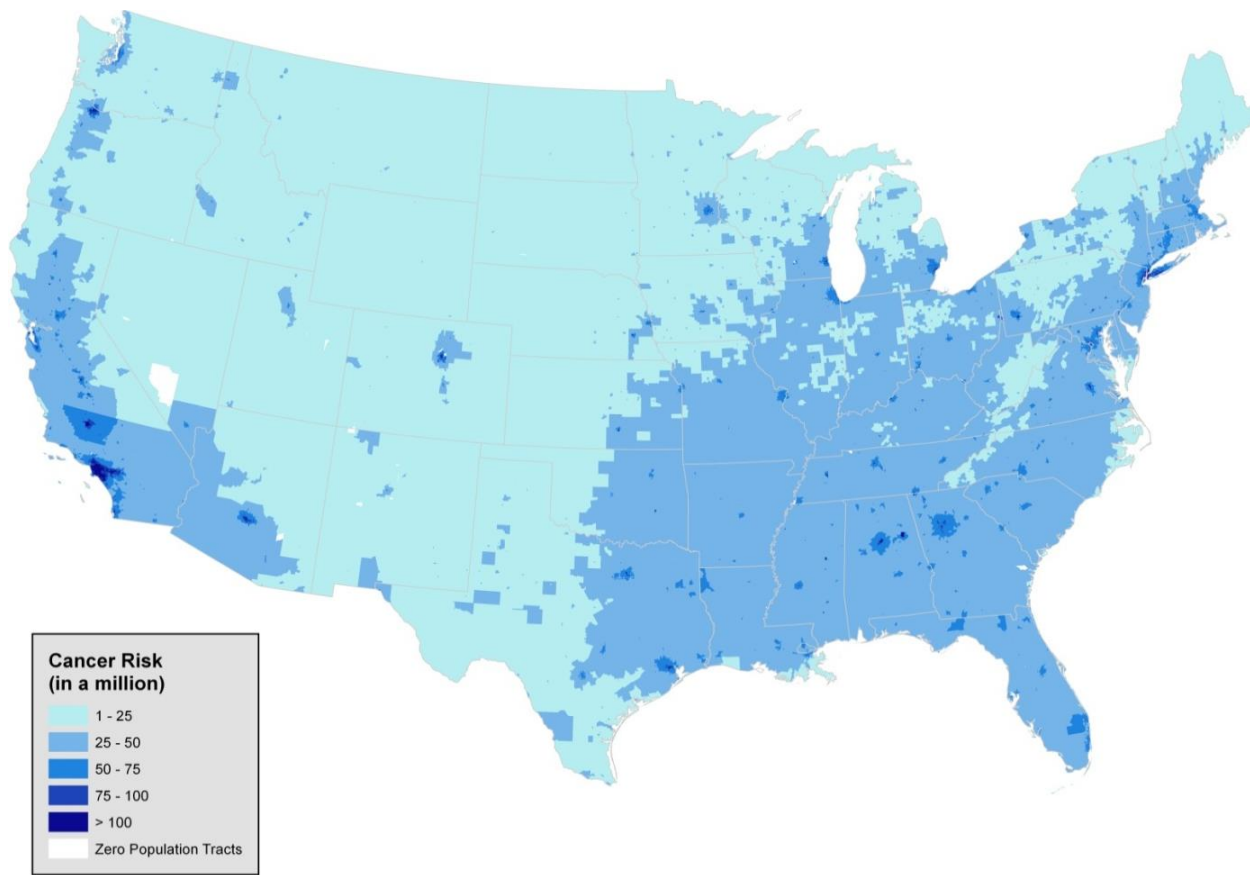 Cancer Risk
(in a million)
1 - 25
25 - 50
50 - 75
75 - 100
> 100
Zero Population Tracts